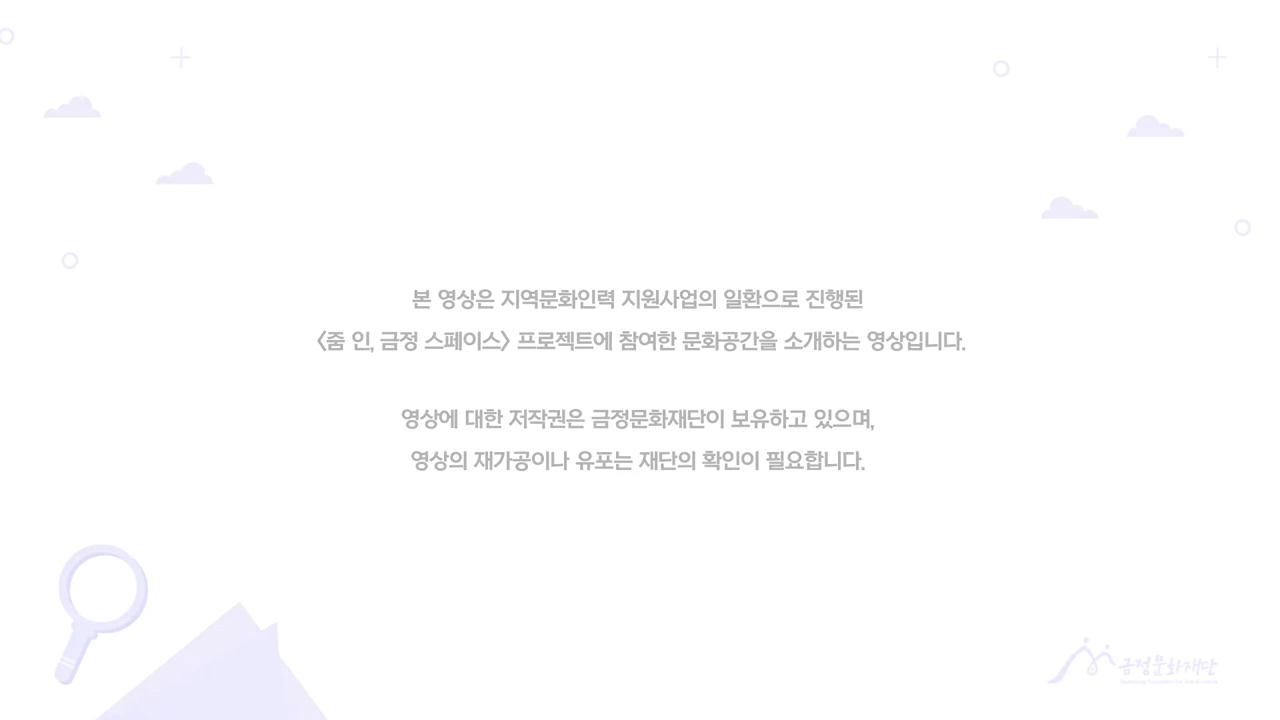 본 영상은 지역문화인력 지원사업의 일환으로 진행된
<줌 인, 금정 스페이스> 프로젝트에 참여한 문화공간을 소개하는 영상입니다.
영상에 대한 저작권은 금정문화재단이 보유하고 있으며,
영상의 재가공이나 유포는 재단의 확인이 필요합니다.
금정문화재단